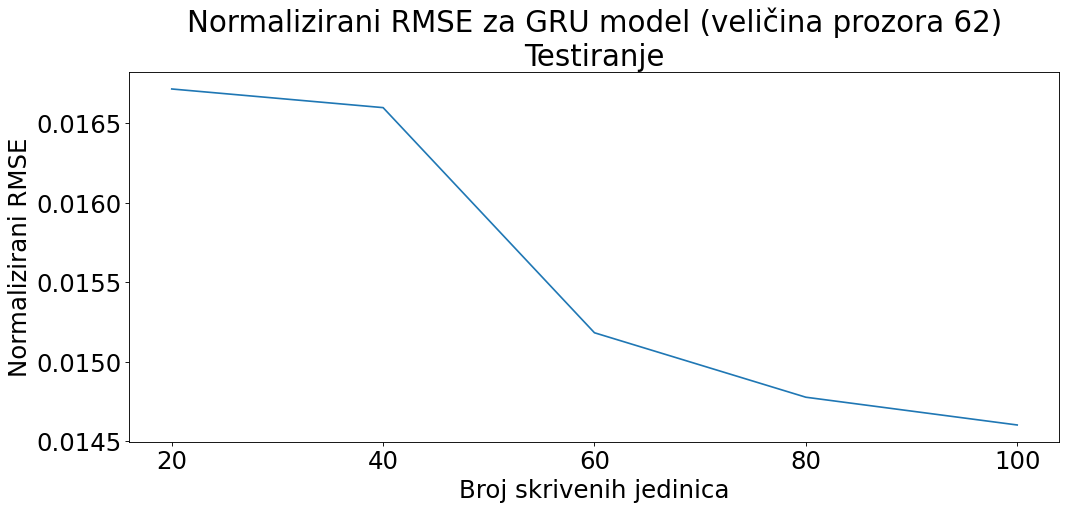 Normalizirani RMSE za GRU model (veličina prozora 62)
Testiranje
Normalizirani RMSE
0.0165
0.0160
0.0155
0.0150
0.0145
20 40 60 80 100
Broj skrivenih jedinica